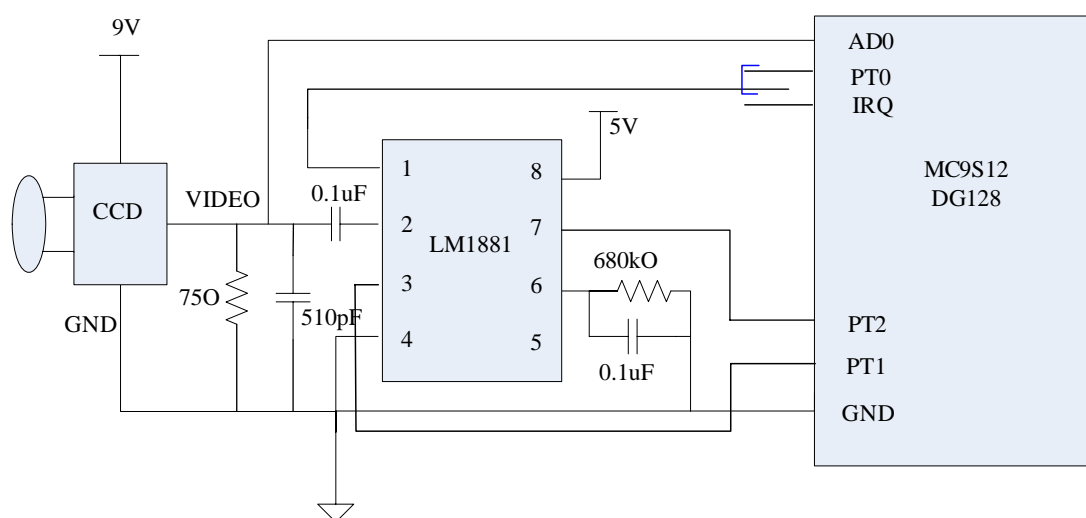 9V
AD0
PT0
IRQ
5V
MC9S12
DG128
CCD
VIDEO
0.1uF
1
2
3
4
LM1881
8
7
6
5
680kO
0.1uF
75O
510pF
GND
PT2
PT1
GND